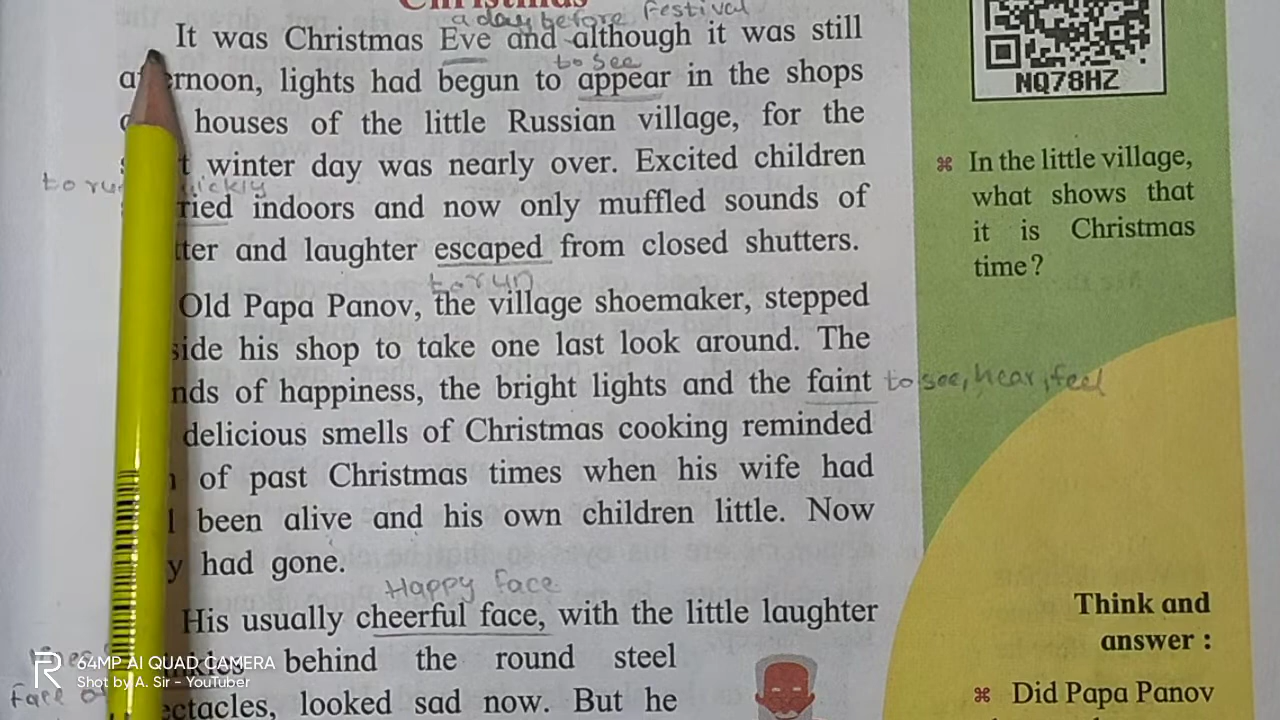 Christmas
a day before Festival
It was Christmas Eve and although it was still
to see
rnoon, lights had begun to appear in the shops
houses of the little Russian village, for the
t winter day was nearly over. Excited children
ried indoors and now only muffled sounds of
tter and laughter escaped from closed shutters.
to run
Old Papa Panov, the village shoemaker, stepped
side his shop to take one last look around. The
nds of happiness, the bright lights and the faint to see, hear, feel
delicious smells of Christmas cooking reminded
of past Christmas times when his wife had
l been alive and his own children little. Now
y had gone.
Happy face
His usually cheerful face, with the little laughter
behind the round steel
ectacles, looked sad now. But he
NQ78HZ
⌘ In the little village,
what shows that
it is Christmas
time?
Think and
answer :
⌘ Did Papa Panov
64MP AI QUAD CAMERA
Shot by A. Sir - YouTuber